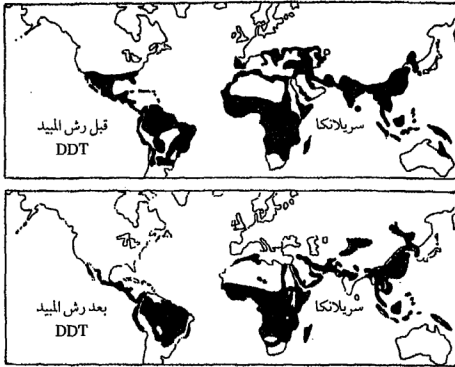 قبل رش المبيد
DDT
سريلانكا
بعد رش المبيد
DDT
سريلانكا